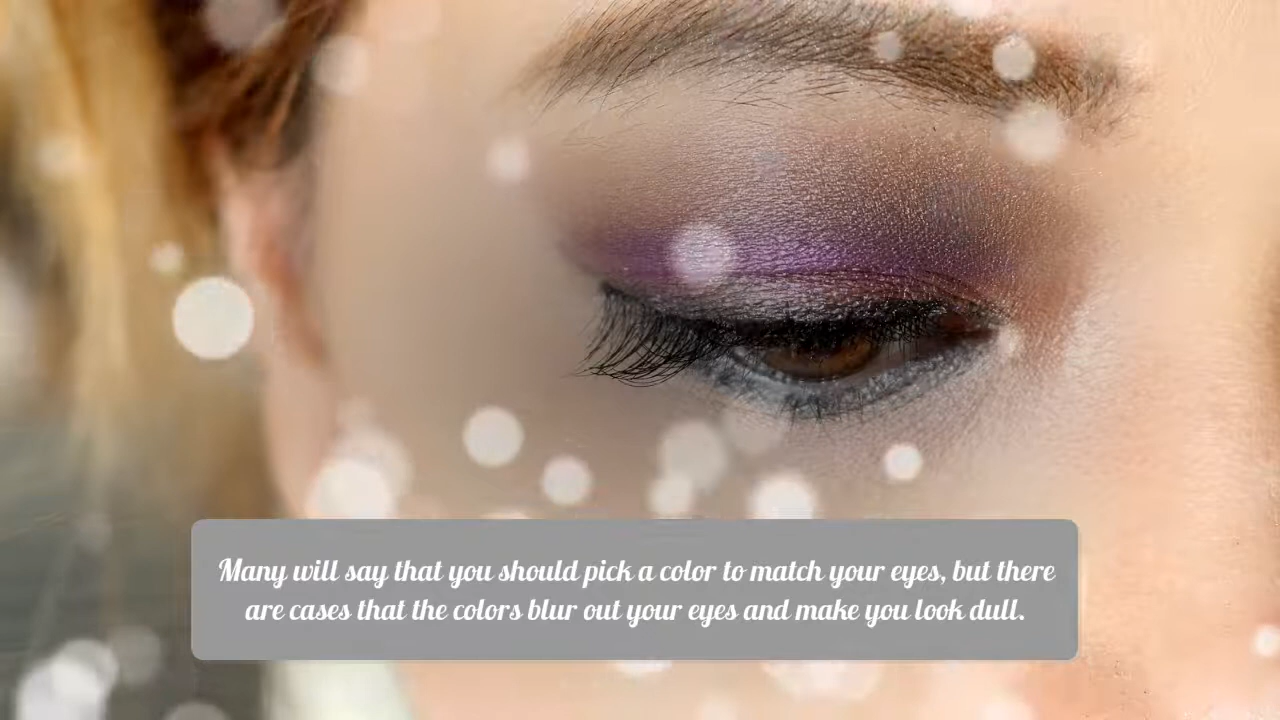 Many will say that you should pick a color to match your eyes, but there
are cases that the colors blur out your eyes and make you look dull.